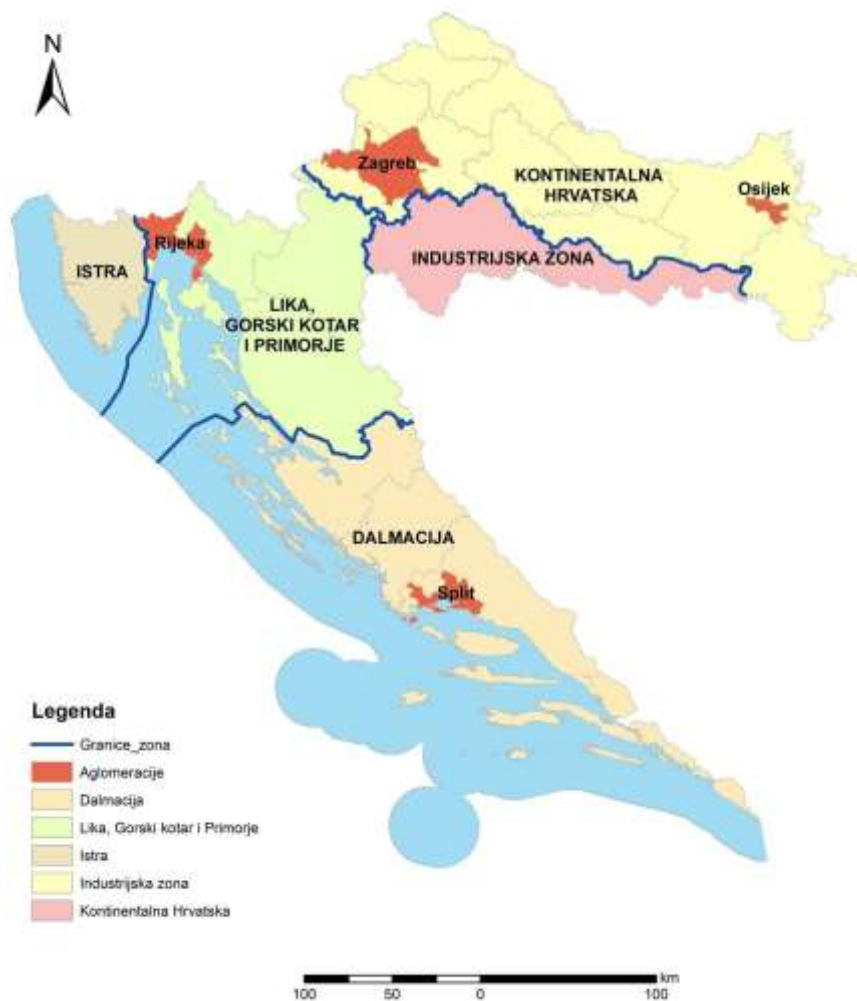 N
Zagreb
KONTINENTALNA
HRVATSKA
Osijek
Rijeka
ISTRA
INDUSTRIJSKA ZONA
LIKA,
GORSKI KOTAR
I PRIMORJE
DALMACIJA
Split
Legenda
Granice_zona
Aglomeracije
Dalmacija
Lika, Gorski kotar i Primorje
Istra
Industrijska zona
Kontinentalna Hrvatska
km
100 50 0 100